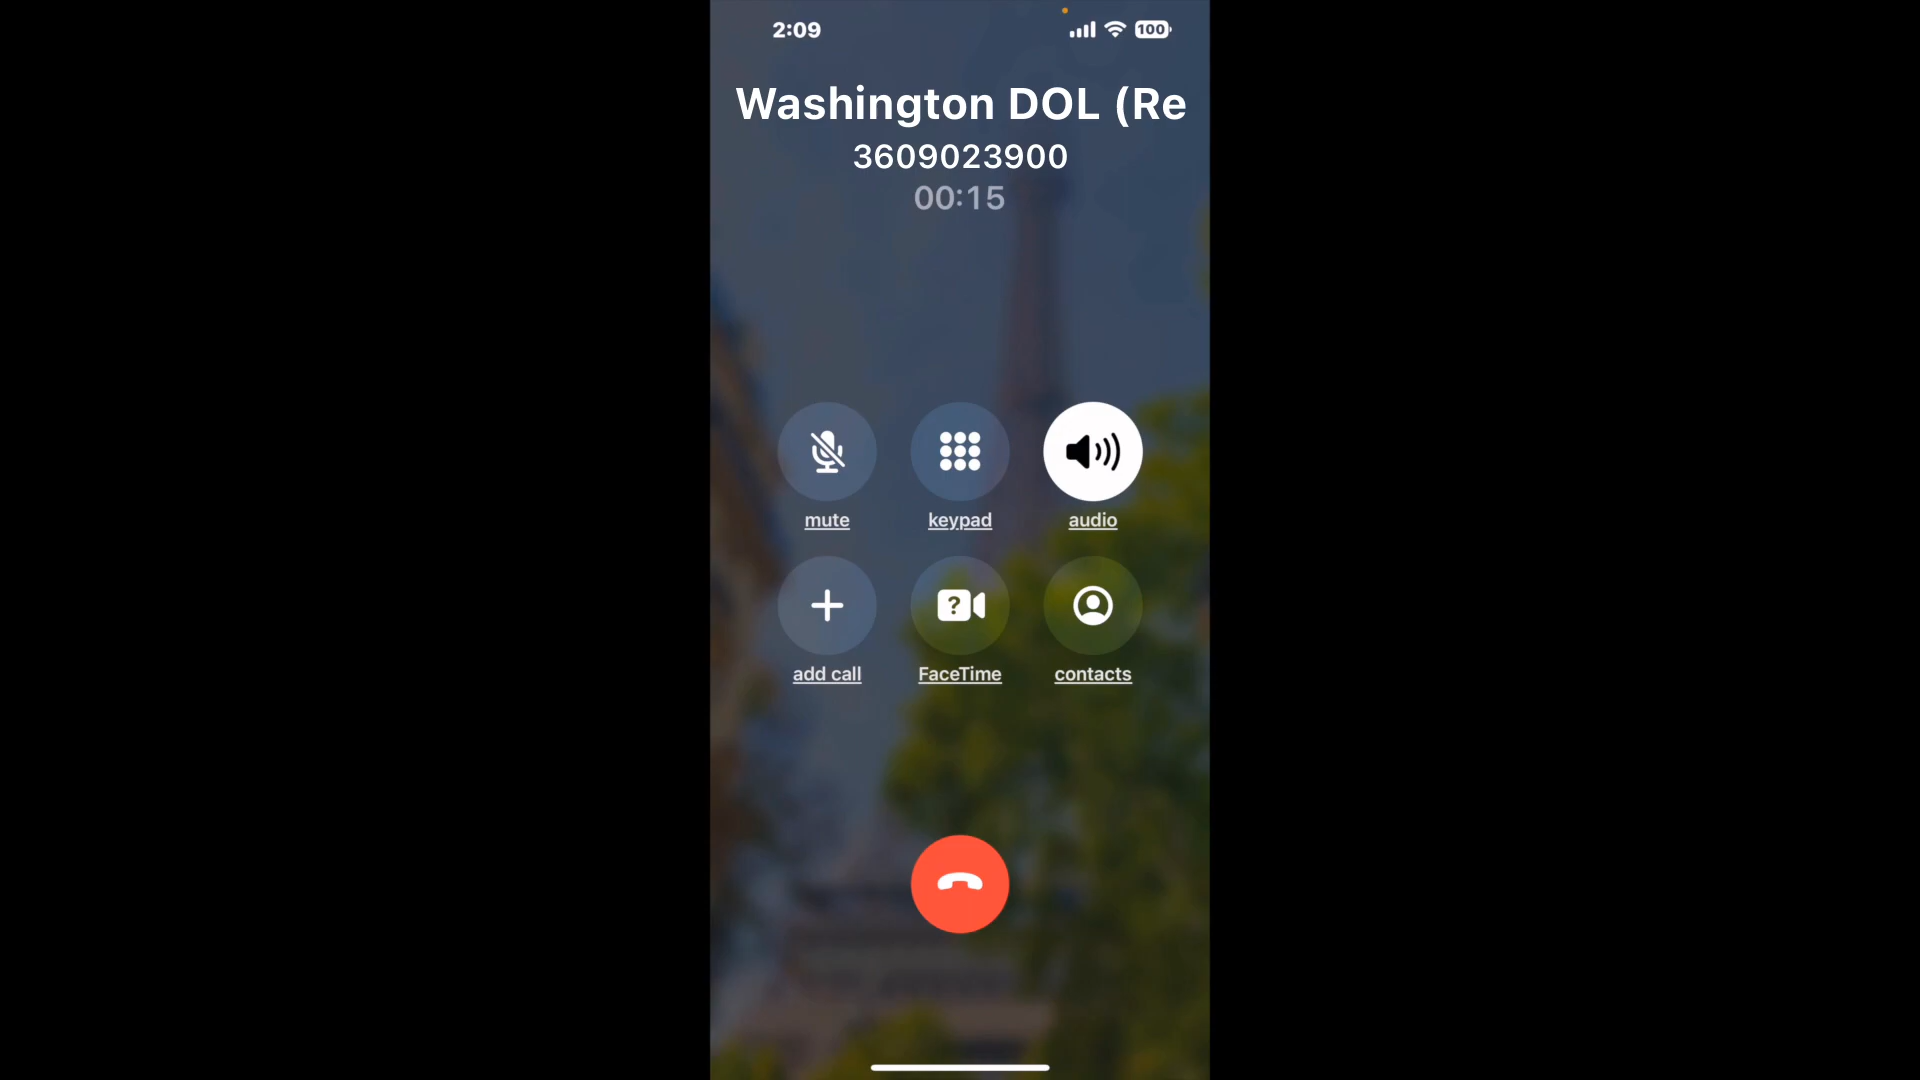 2:09
100
Washington DOL (Re
3609023900
00:15
mute
keypad
audio
?
add call
FaceTime
contacts